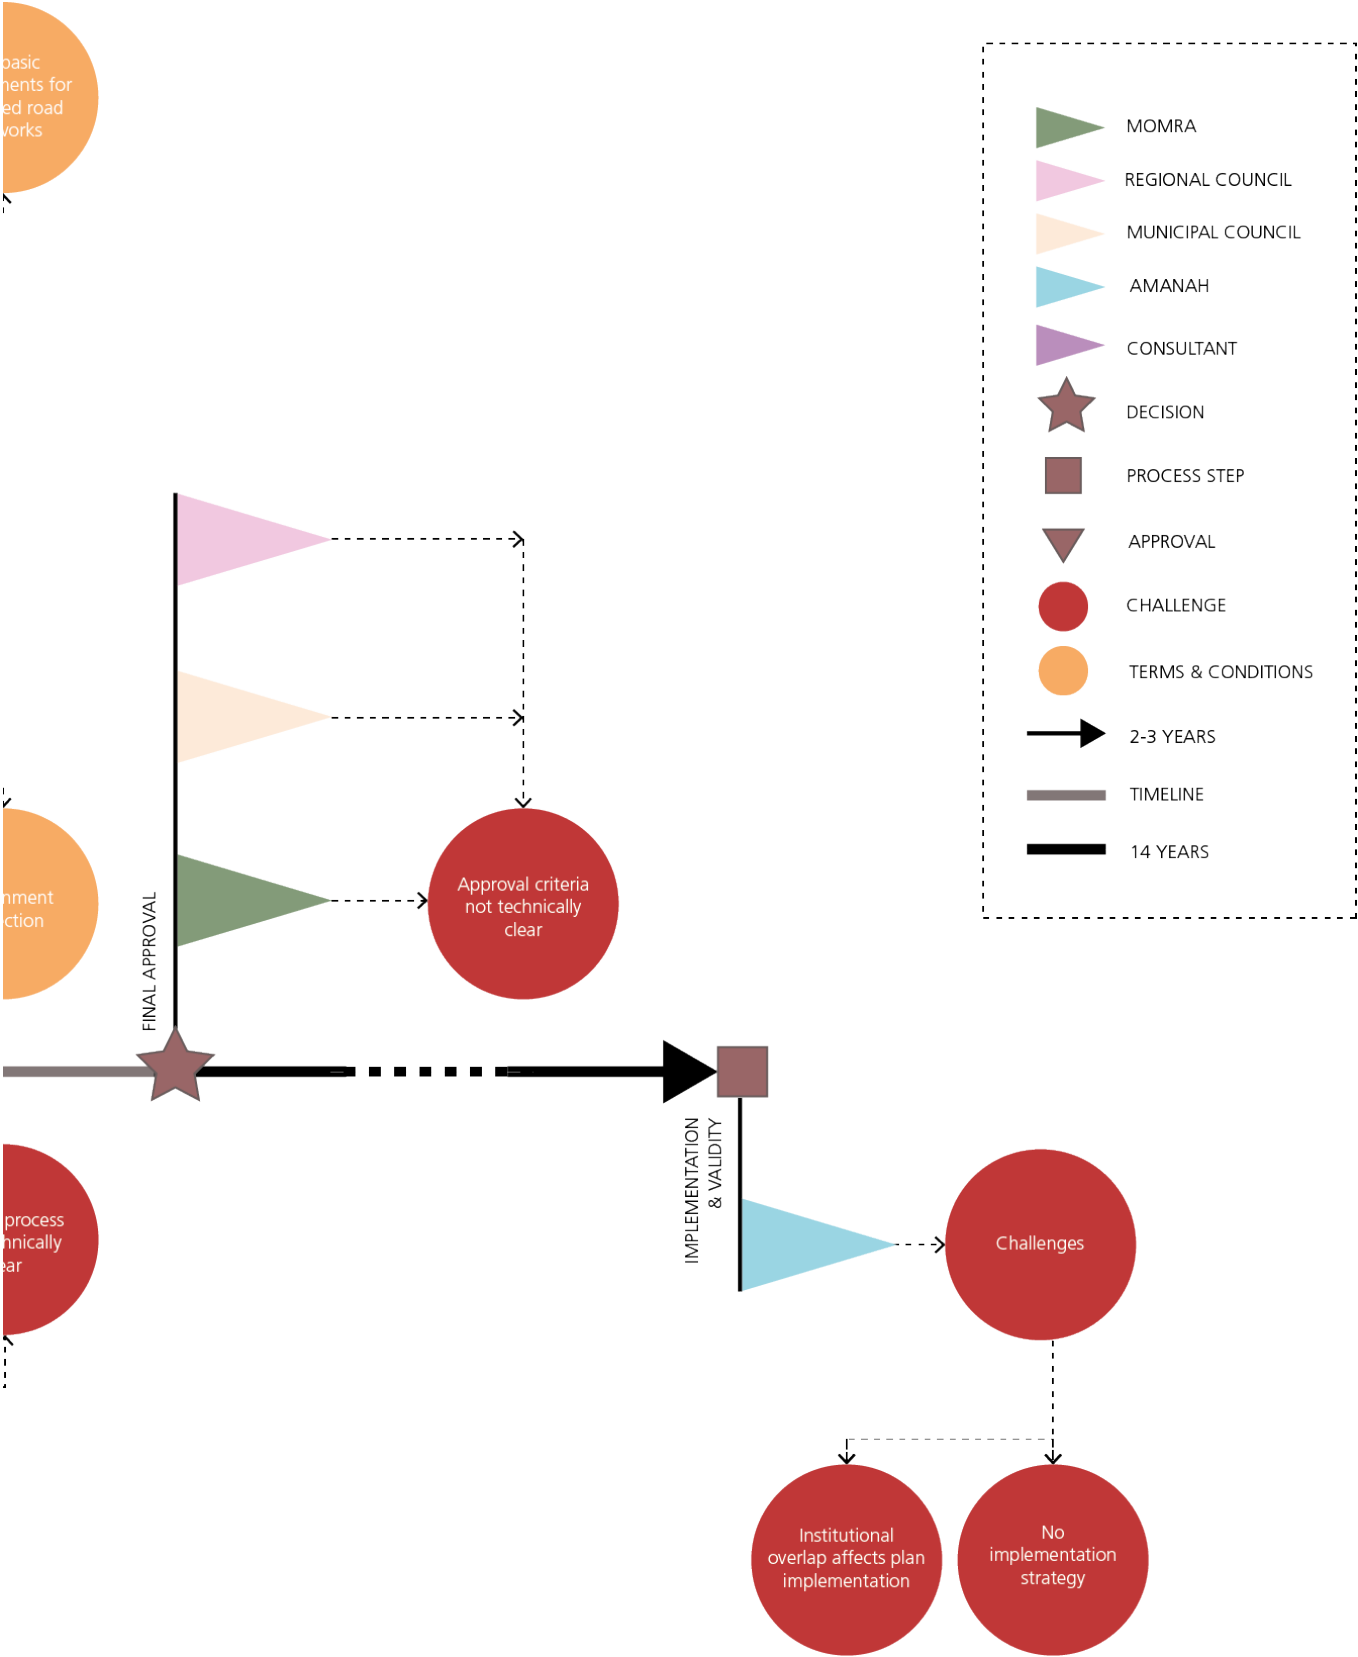 basic
for
road
MOMRA
REGIONAL COUNCIL
MUNICIPAL COUNCIL
AMANAH
CONSULTANT
DECISION
PROCESS STEP
APPROVAL
CHALLENGE
TERMS & CONDITIONS
2-3 YEARS
TIMELINE
14 YEARS
FINAL APPROVAL
Approval criteria
not technically
clear
IMPLEMENTATION
& VALIDITY
process
Challenges
Institutional
overlap affects plan
implementation
No
implementation
strategy